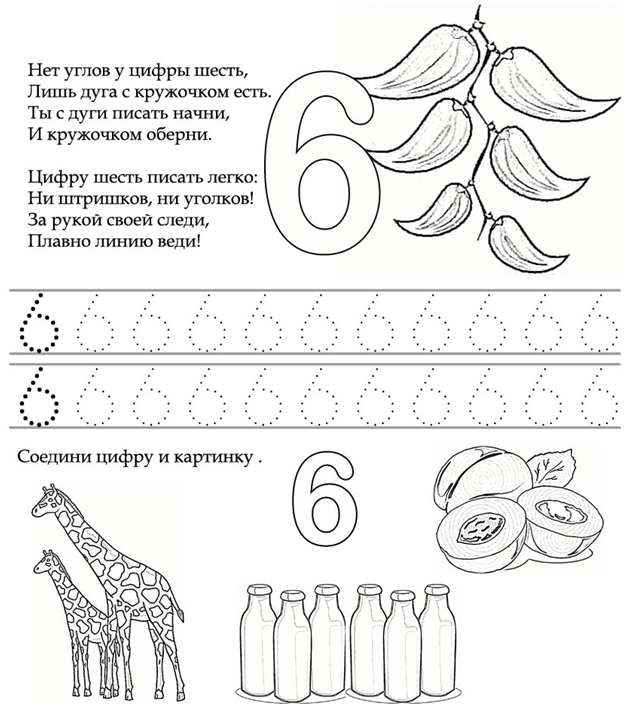 Нет углов у цифры шесть,
Лишь дуга с кружочком есть.
Ты с дуги писать начни,
И кружочком оберни.
Цифру шесть писать легко:
Ни штришков, ни уголков!
За рукой своей следи,
Плавно линию веди!
6
6 6 6 6 6 6 6 6 6 6 6
6 6 6 6 6 6 6 6 6 6 6
Соедини цифру и картинку .
6